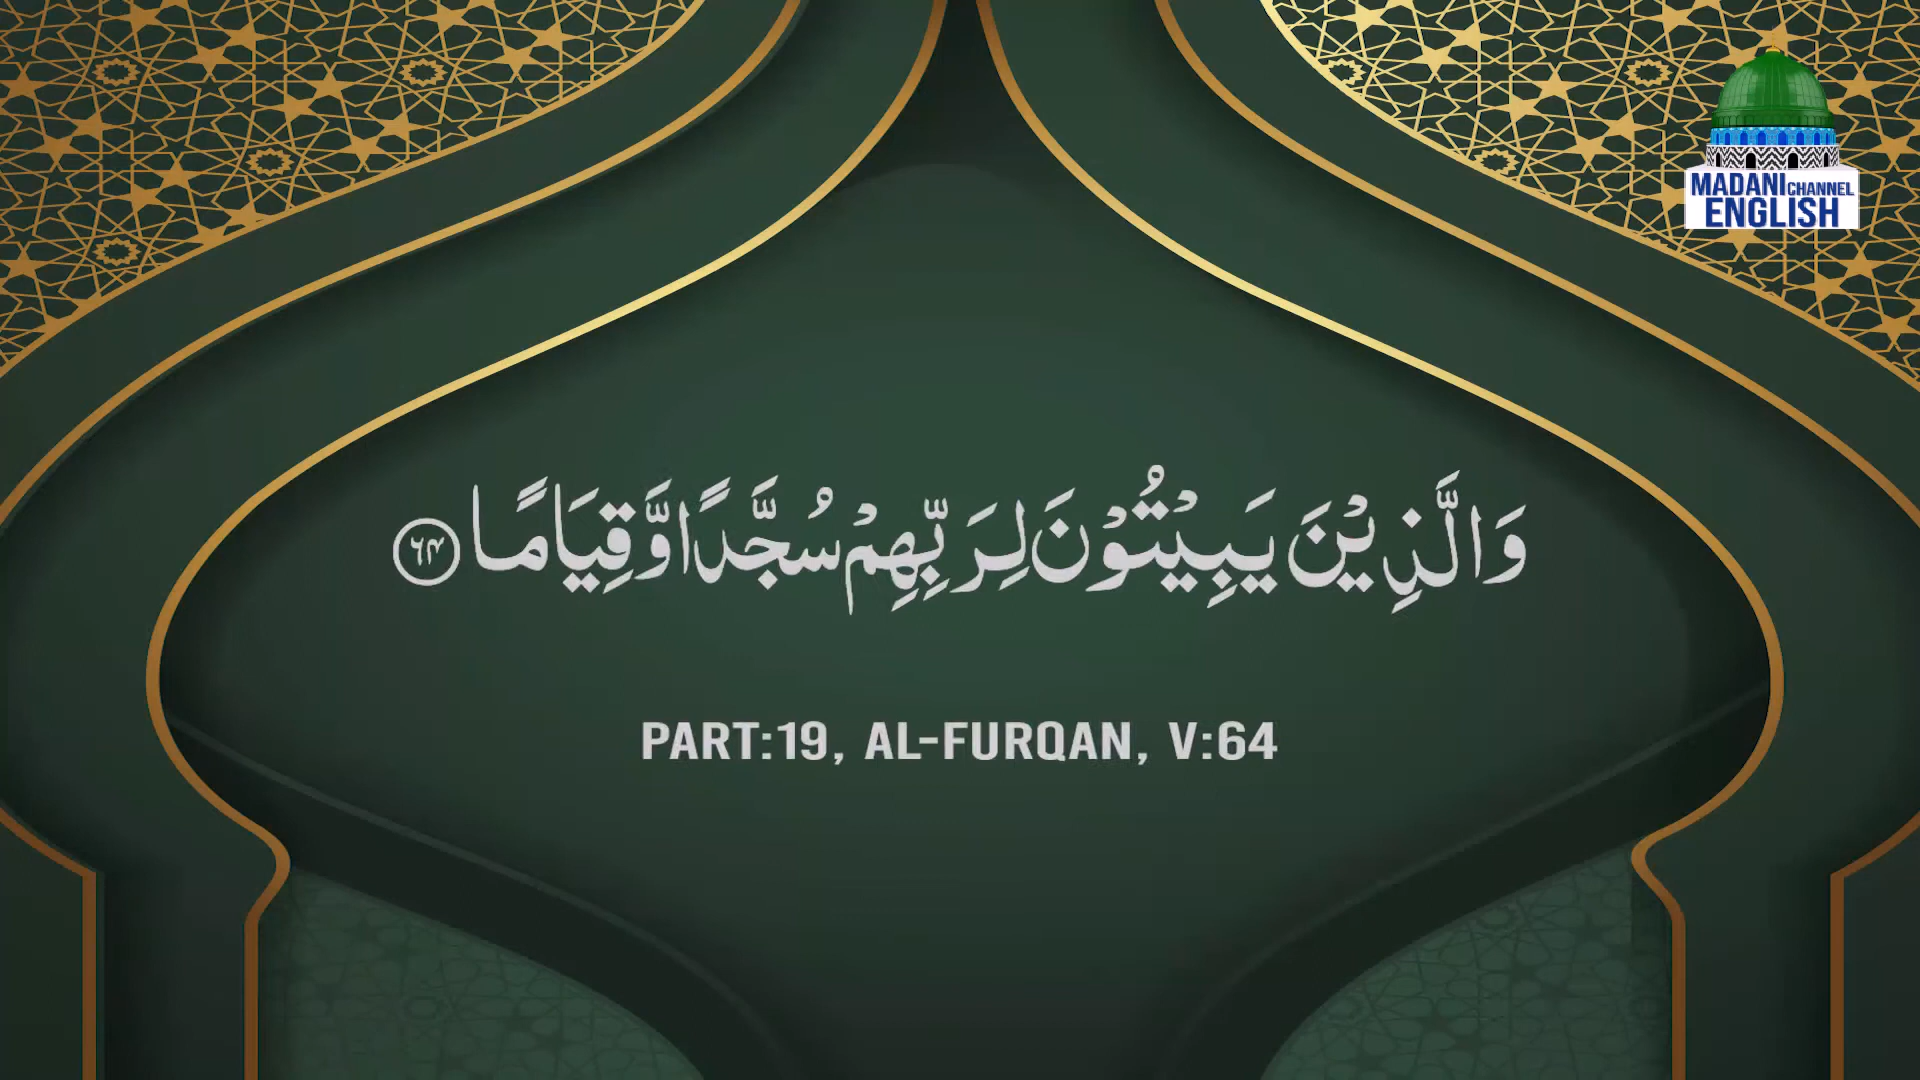 MADANI CHANNEL
ENGLISH
وَالَّذِیْنَ یَبِیْتُوْنَ لِرَبِّهِمْ سُجَّدًا وَّقِیَامًا ﴿۶۴﴾
PART:19, AL-FURQAN, V:64